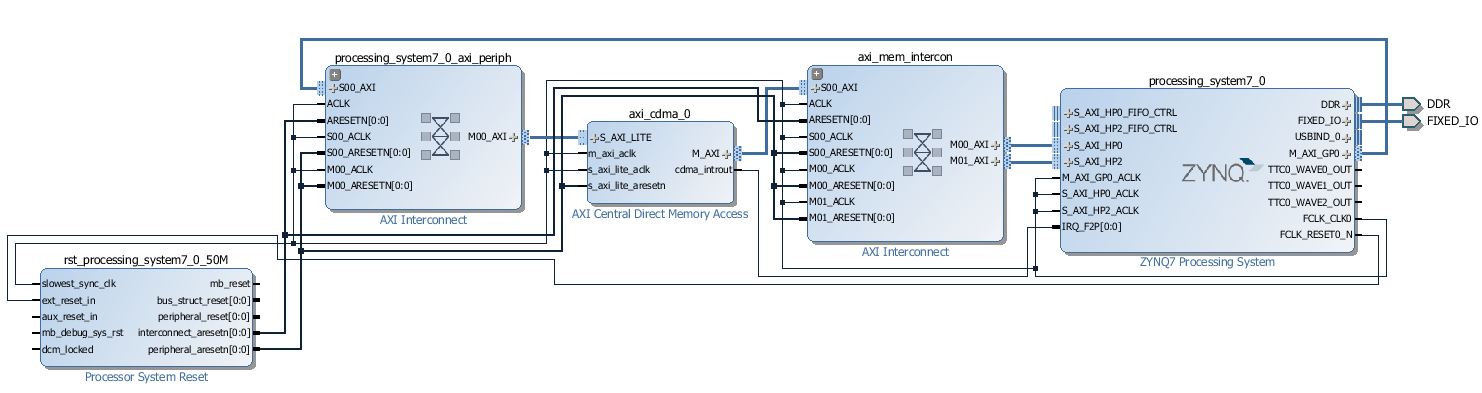 processing_system7_0_axi_periph
S00_AXI
ACLK
ARESETN[0:0]
S00_ACLK
S00_ARESETN[0:0]
M00_ACLK
M00_ARESETN[0:0]
M00_AXI
AXI Interconnect
axi_cdma_0
S_AXI_LITE
m_axi_aclk
s_axi_lite_aclk
s_axi_lite_aresetn
M_AXI
cdma_introut
AXI Central Direct Memory Access
axi_mem_intercon
S00_AXI
ACLK
ARESETN[0:0]
S00_ACLK
S00_ARESETN[0:0]
M00_ACLK
M00_ARESETN[0:0]
M01_ACLK
M01_ARESETN[0:0]
M00_AXI
M01_AXI
AXI Interconnect
processing_system7_0
S_AXI_HP0_FIFO_CTRL
S_AXI_HP2_FIFO_CTRL
S_AXI_HP0
S_AXI_HP2
M_AXI_GP0_ACLK
S_AXI_HP0_ACLK
S_AXI_HP2_ACLK
IRQ_F2P[0:0]
ZYNQ
DDR
FIXED_IO
USBIND_0
M_AXI_GP0
TTC0_WAVE0_OUT
TTC0_WAVE1_OUT
TTC0_WAVE2_OUT
FCLK_CLK0
FCLK_RESET0_N
ZYNQ7 Processing System
DDR
FIXED_IO
rst_processing_system7_0_50M
slowest_sync_clk
ext_reset_in
aux_reset_in
mb_debug_sys_rst
dcm_locked
mb_reset
bus_struct_reset[0:0]
peripheral_reset[0:0]
interconnect_aresetn[0:0]
peripheral_aresetn[0:0]
Processor System Reset